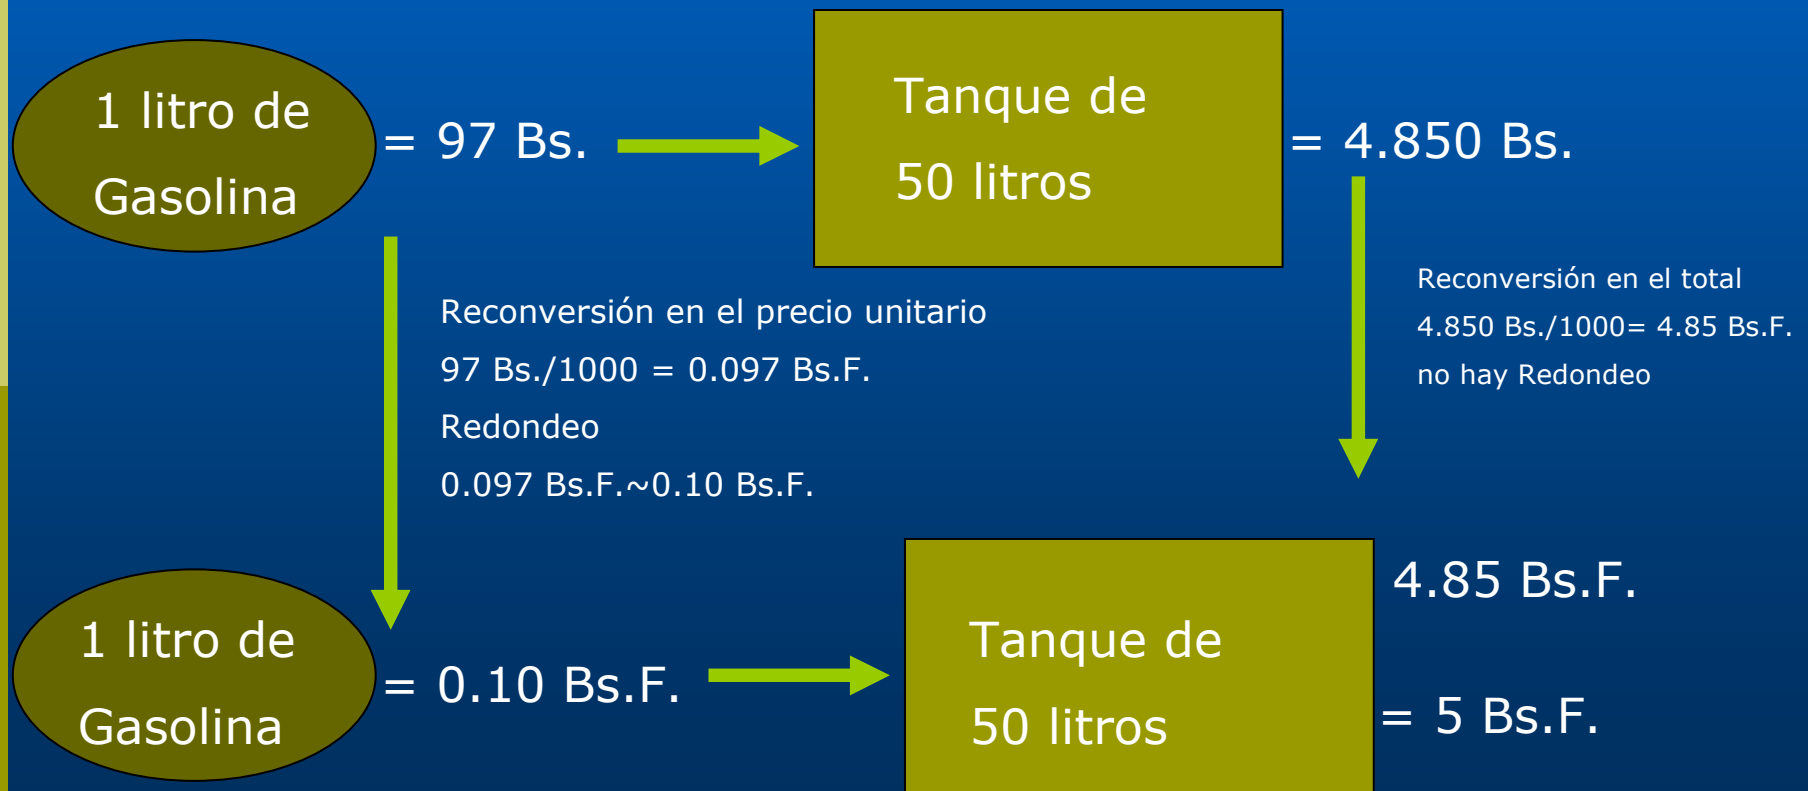 1 litro de
Gasolina
= 97 Bs.
Tanque de
50 litros
= 4.850 Bs.
Reconversión en el precio unitario
97 Bs./1000 = 0.097 Bs.F.
Redondeo
0.097 Bs.F.~0.10 Bs.F.
Reconversión en el total
4.850 Bs./1000= 4.85 Bs.F.
no hay Redondeo
1 litro de
Gasolina
= 0.10 Bs.F.
Tanque de
50 litros
4.85 Bs.F.
= 5 Bs.F.